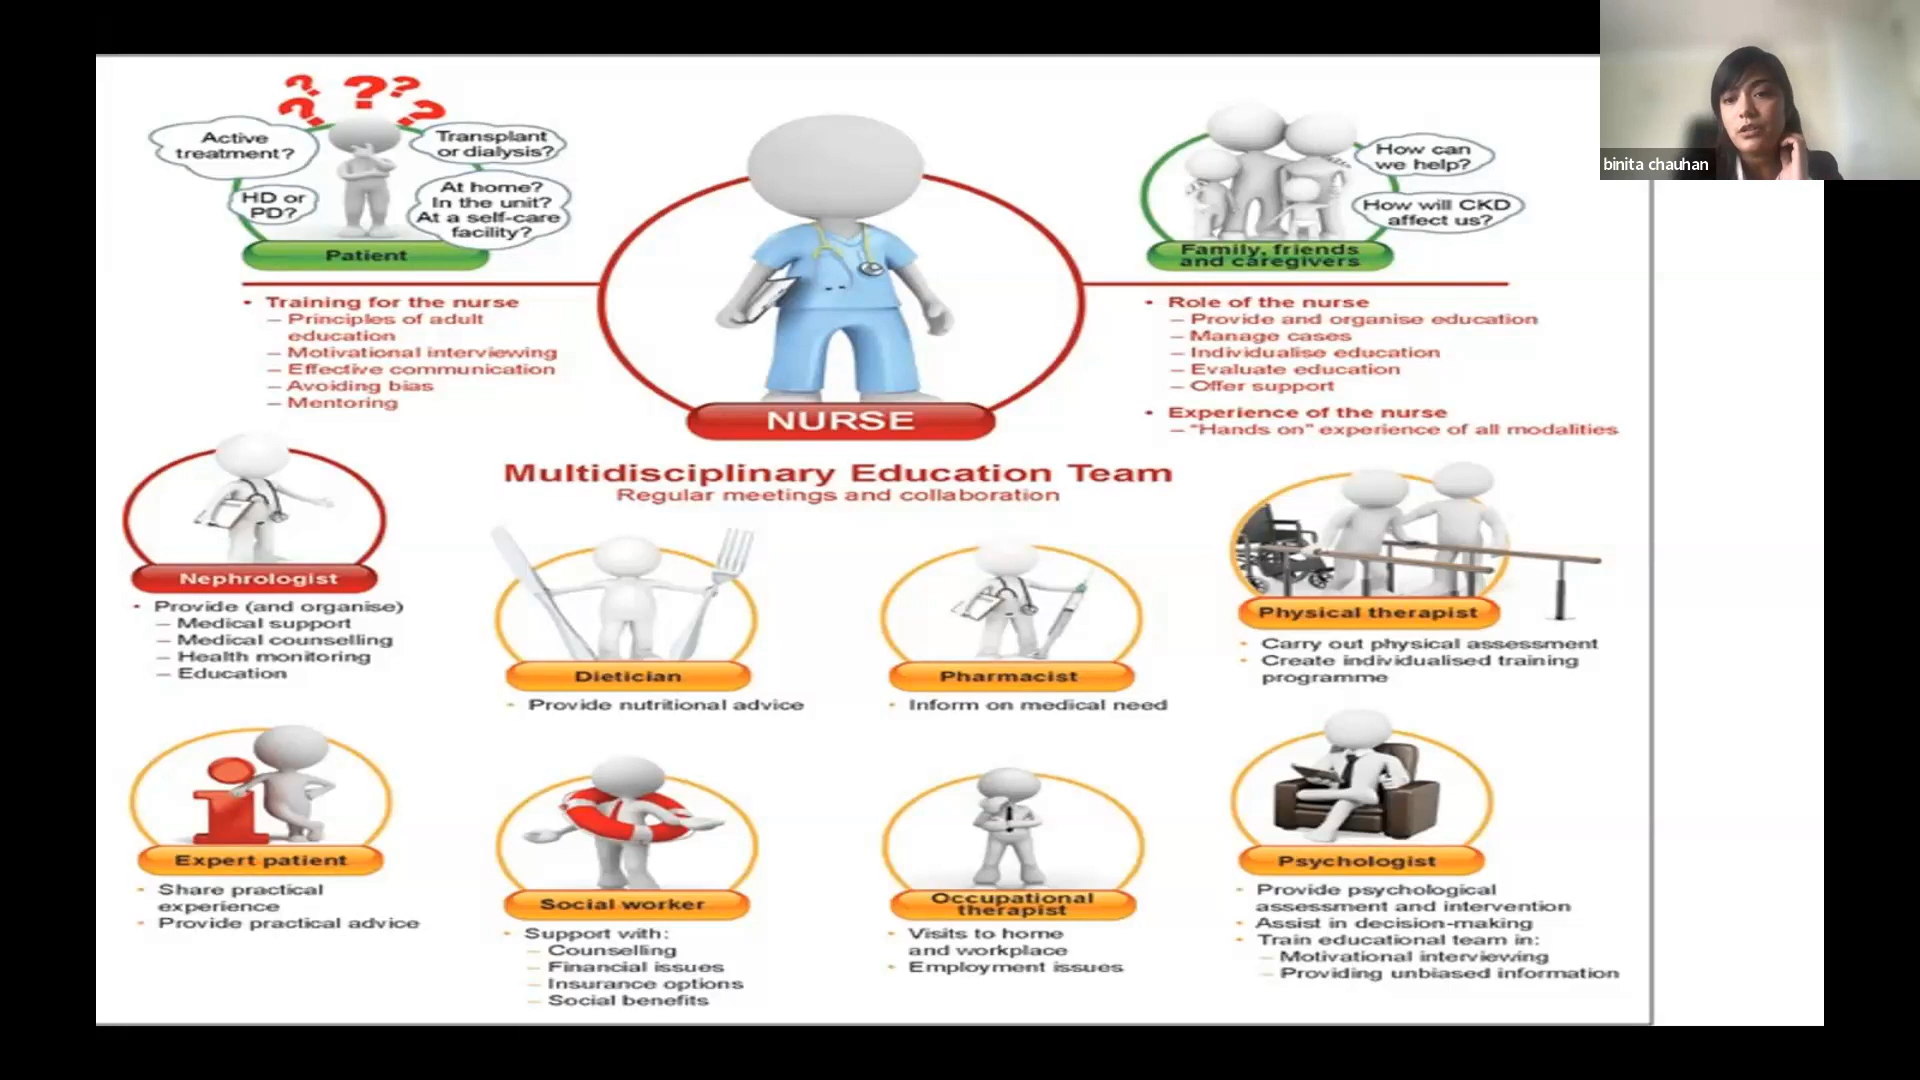 binita chauhan
? ? ? ? ?
Active
treatment?
Transplant
or dialysis?
HD or
PD?
At home?
In the unit?
At a self-care
facility?
Patient
How can
we help?
How will CKD
affect us?
Family, friends
and caregivers
• Training for the nurse
– Principles of adult
education
– Motivational interviewing
– Effective communication
– Avoiding bias
– Mentoring
NURSE
• Role of the nurse
– Provide and organise education
– Manage cases
– Individualise education
– Evaluate education
– Offer support
• Experience of the nurse
– "Hands on" experience of all modalities
Multidisciplinary Education Team
Regular meetings and collaboration
Nephrologist
• Provide (and organise)
– Medical support
– Medical counselling
– Health monitoring
– Education
Dietician
• Provide nutritional advice
Pharmacist
• Inform on medical need
Physical therapist
• Carry out physical assessment
• Create individualised training
programme
i
Expert patient
• Share practical
experience
• Provide practical advice
Social worker
• Support with:
– Counselling
– Financial issues
– Insurance options
– Social benefits
Occupational
therapist
• Visits to home
and workplace
• Employment issues
Psychologist
• Provide psychological
assessment and intervention
• Assist in decision-making
• Train educational team in:
– Motivational interviewing
– Providing unbiased information